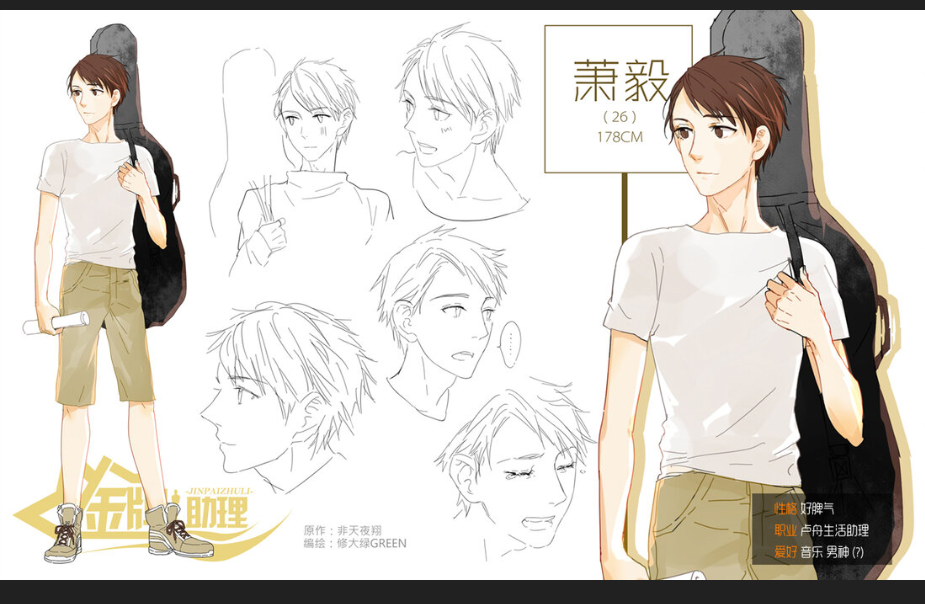 萧毅
（26）
178CM
金牌助理
-JINPAIZHULI-
原作：非天夜翔
编绘：修大绿GREEN
性格 好脾气
职业 卢舟生活助理
爱好 音乐 男神(?)